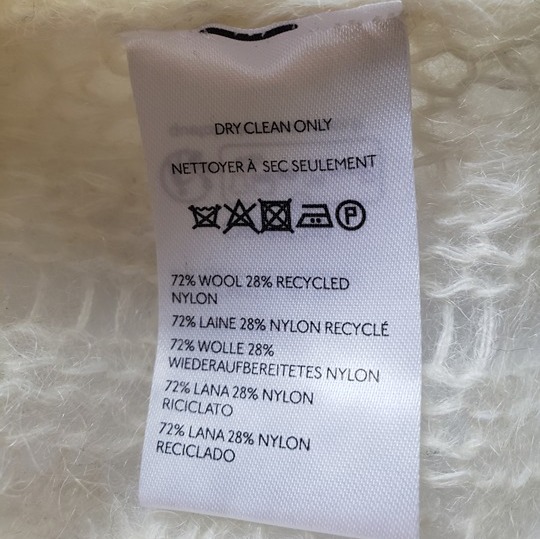 DRY CLEAN ONLY
NETTOYER À SEC SEULEMENT
P
72% WOOL 28% RECYCLED
NYLON
72% LAINE 28% NYLON RECYCLÉ
72% WOLLE 28%
WIEDERAUFBEREITETES NYLON
72% LANA 28% NYLON
RICICLATO
72% LANA 28% NYLON
RECICLADO